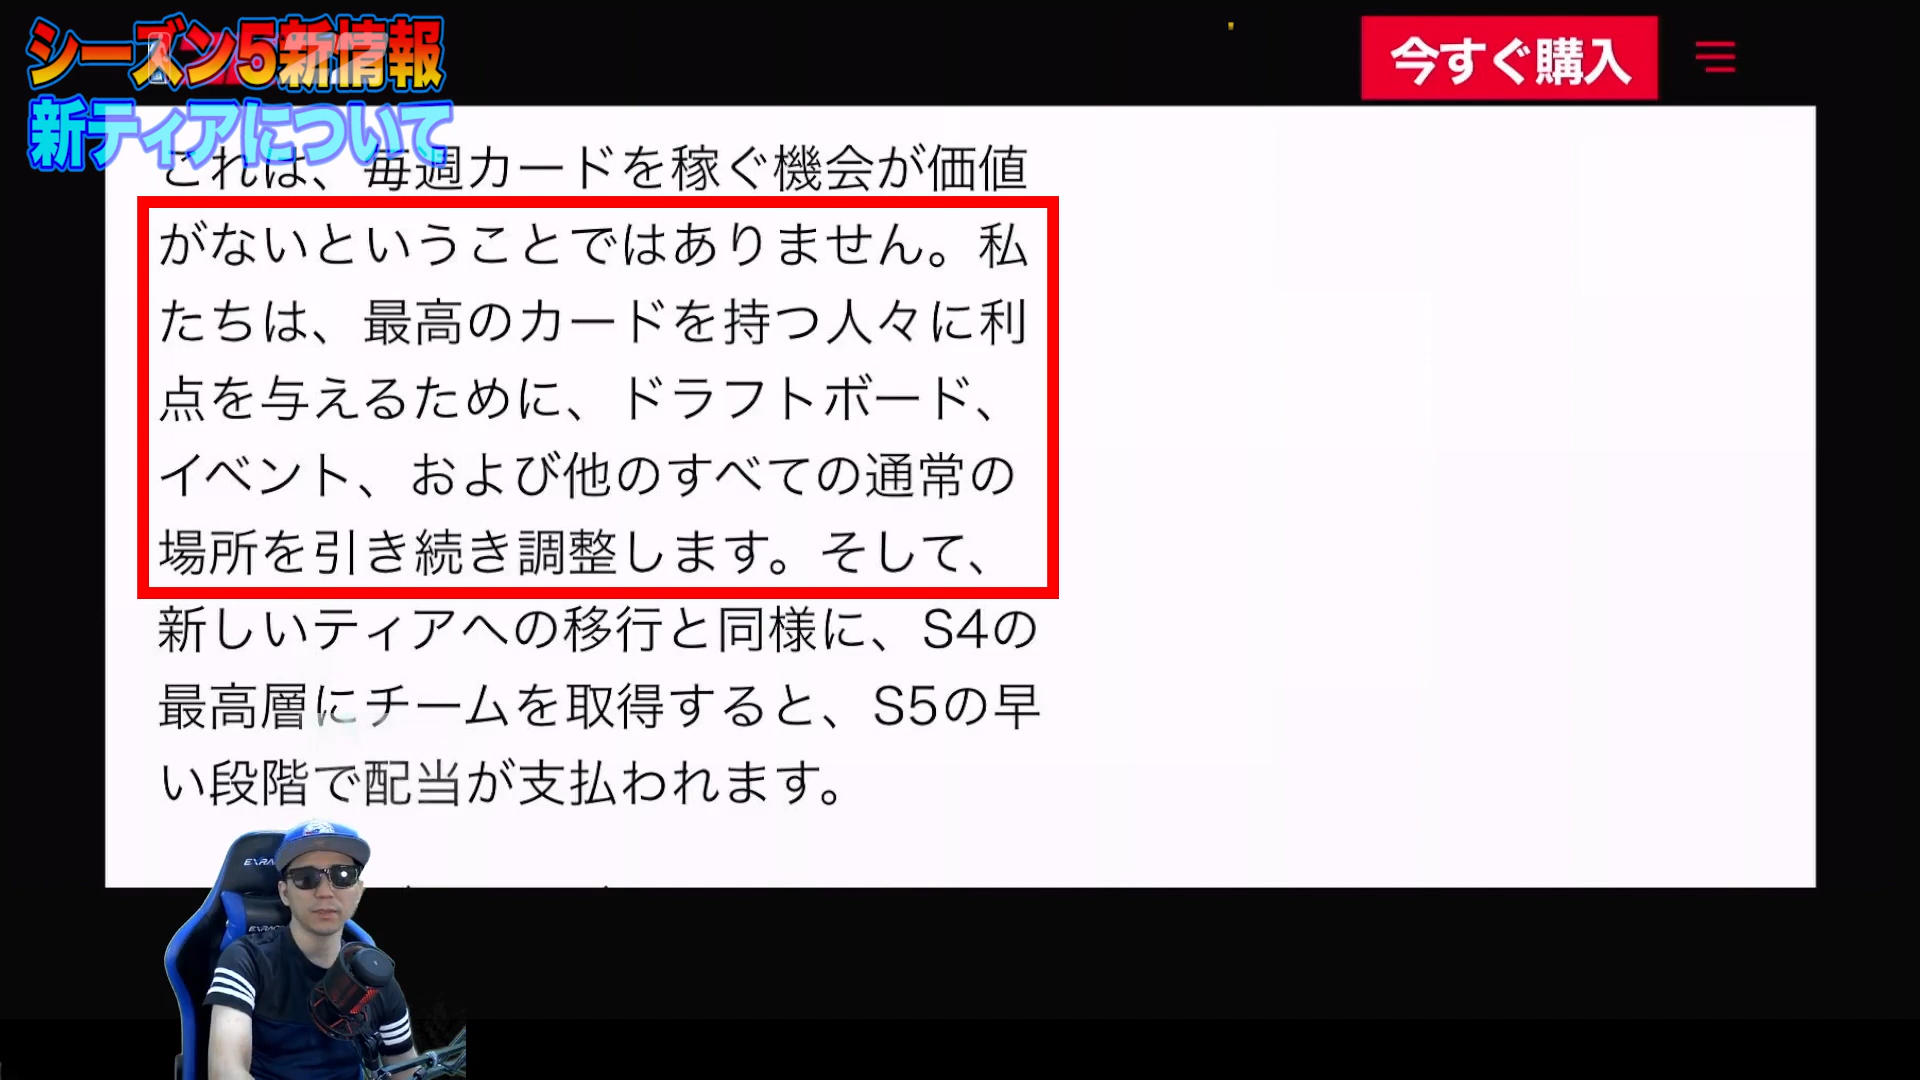 シーズン5新情報
新ティアについて
今すぐ購入
これは、毎週カードを稼ぐ機会が価値
がないということではありません。私
たちは、最高のカードを持つ人々に利
点を与えるために、ドラフトボード、
イベント、および他のすべての通常の
場所を引き続き調整します。そして、
新しいティアへの移行と同様に、S4の
最高層にチームを取得すると、S5の早
い段階で配当が支払われます。